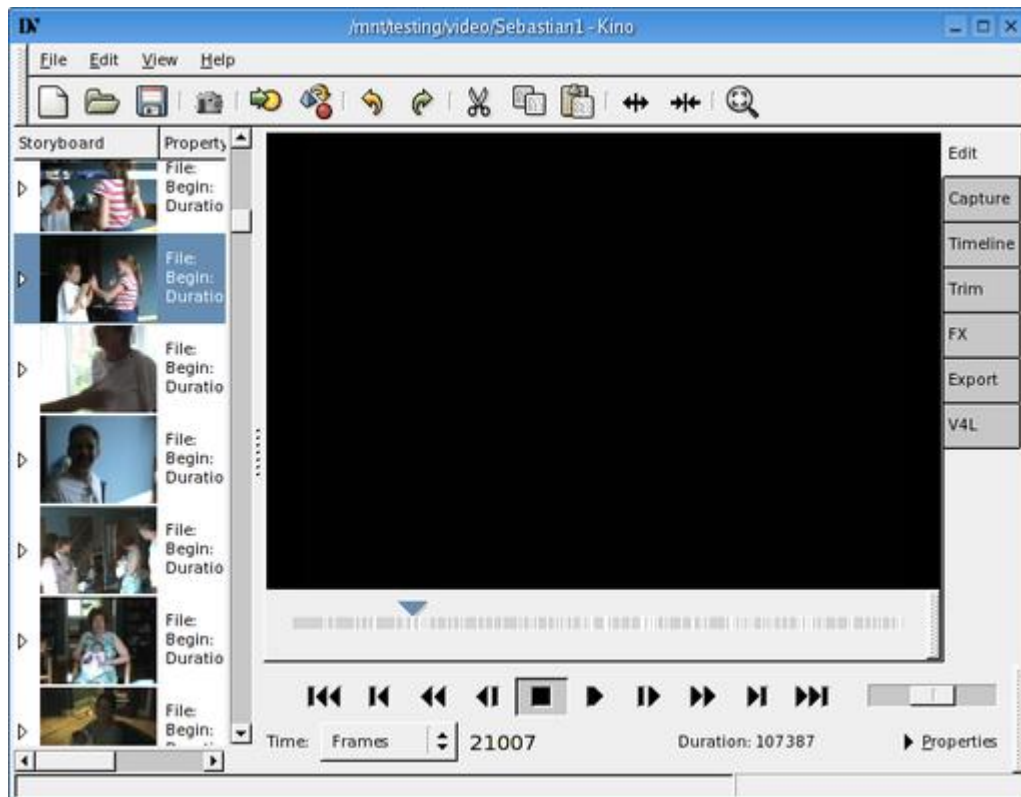 DV
/mnt/testing/video/Sebastian1 - Kino
File Edit View Help
Storyboard Property
File:
Begin:
Duratio
File:
Begin:
Duratio
File:
Begin:
Duratio
File:
Begin:
Duratio
File:
Begin:
Duratio
File:
Begin:
Duratio
File:
Begin:
Edit
Capture
Timeline
Trim
FX
Export
V4L
Time: Frames 21007 Duration: 107387 Properties